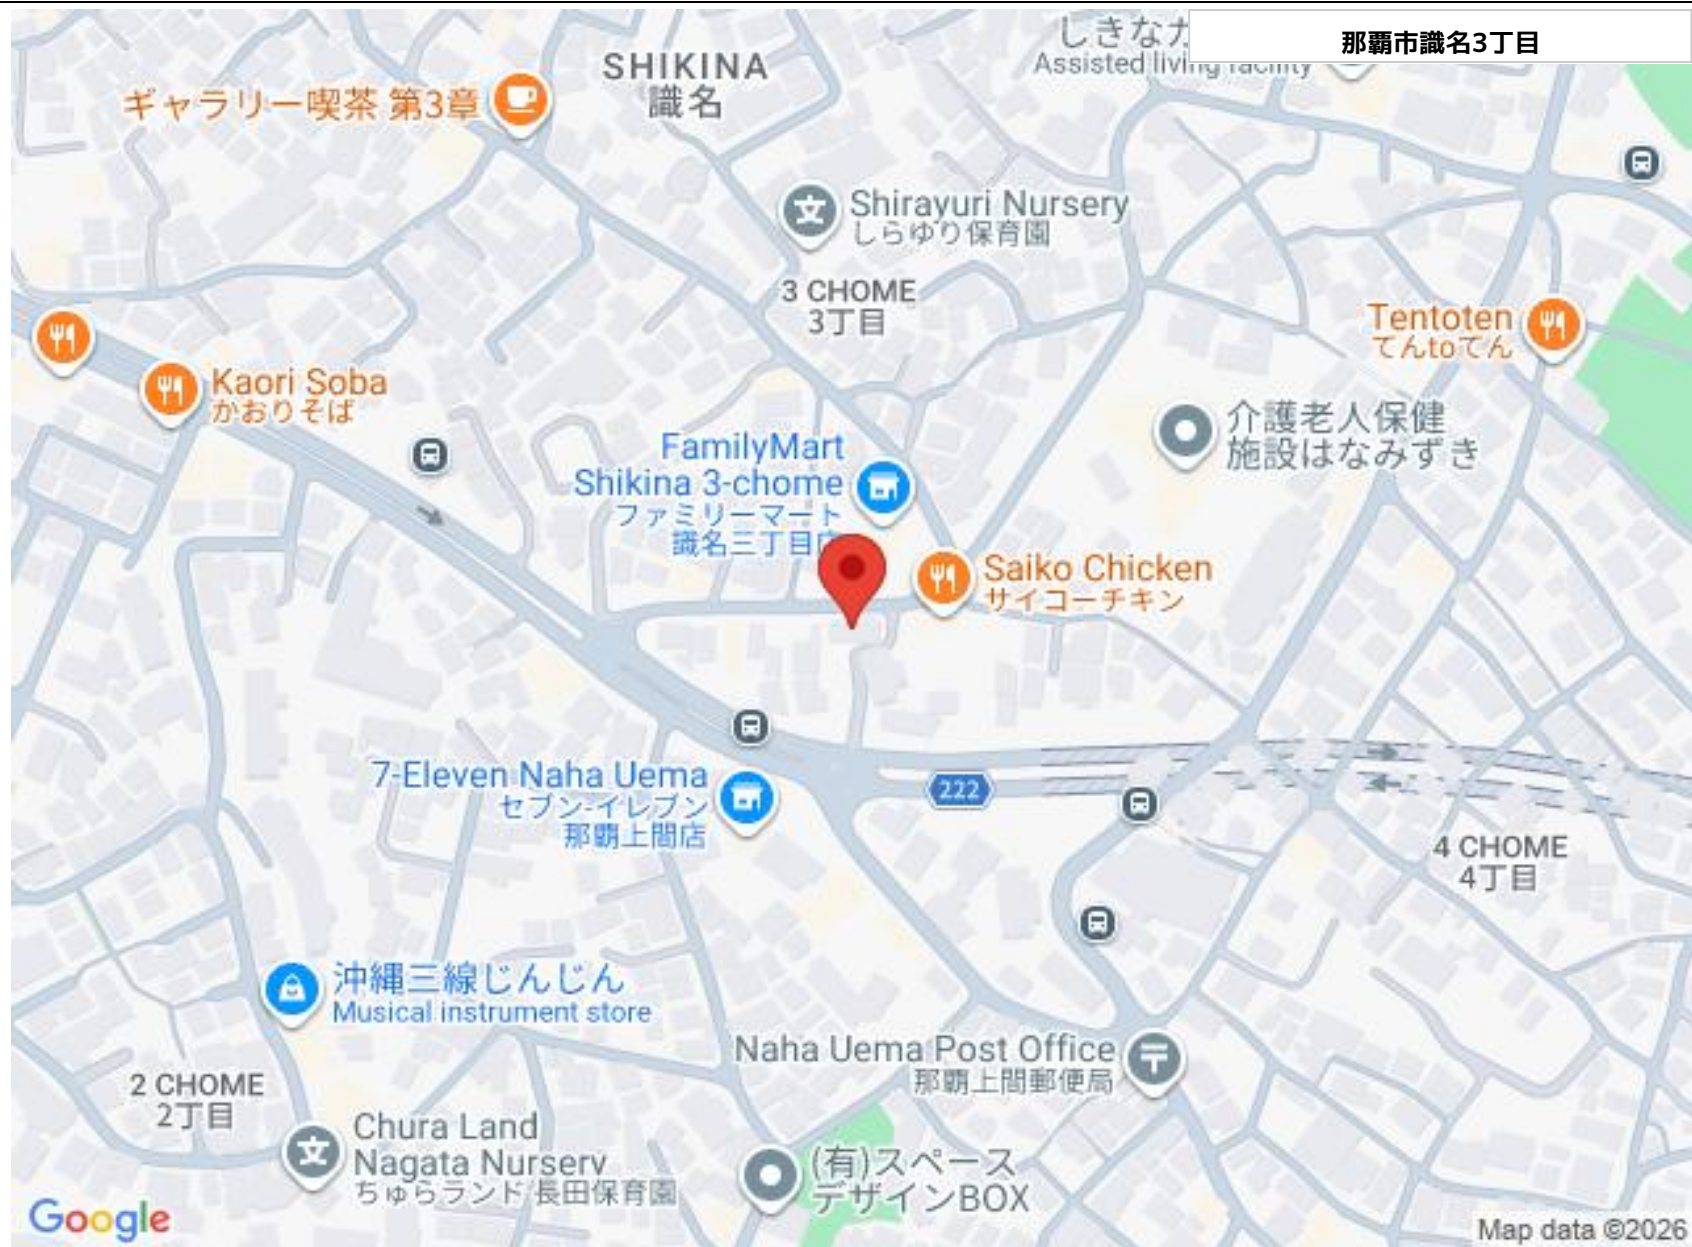 那覇市識名3丁目
しきな
Assisted living facility
SHIKINA
識名
ギャラリー喫茶 第3章
Shirayuri Nursery
しらゆり保育園
3 CHOME
3丁目
Tentoten
てんtoてん
Kaori Soba
かおりそば
介護老人保健
施設はなみずき
FamilyMart
Shikina 3-chome
ファミリーマート
識名三丁目店
Saiko Chicken
サイコーチキン
7-Eleven Naha Uema
セブン-イレブン
那覇上間店
222
4 CHOME
4丁目
沖縄三線じんじん
Musical instrument store
Naha Uema Post Office
那覇上間郵便局
2 CHOME
2丁目
Chura Land
Nagata Nursery
ちゅらランド 長田保育園
(有)スペース
デザインBOX
Google
Map data ©2026